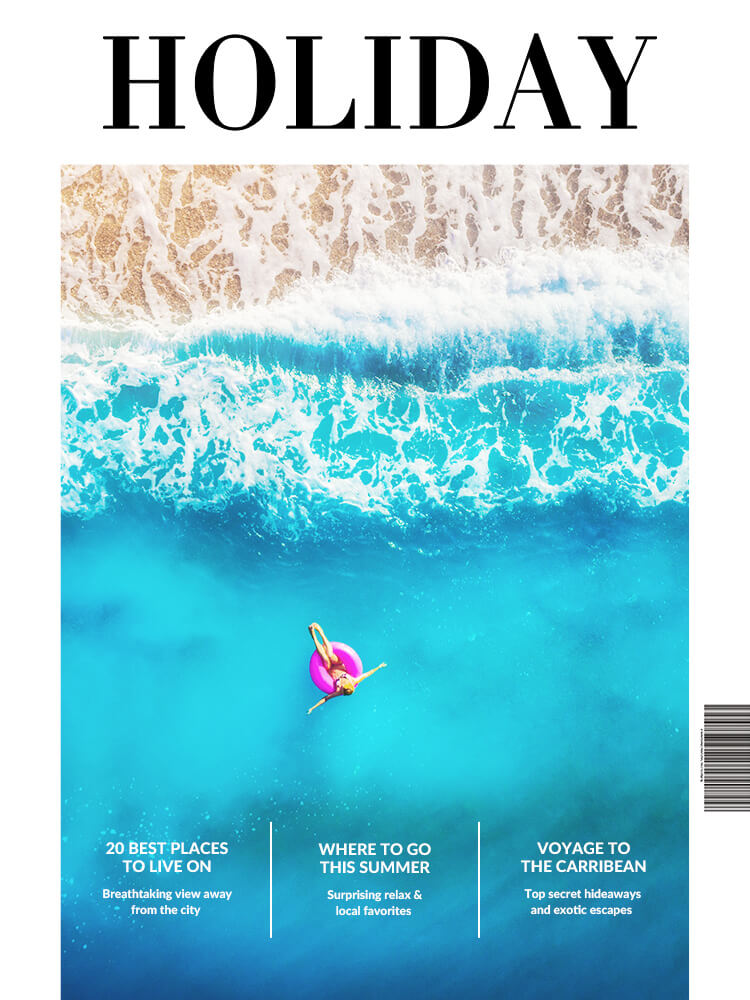 HOLIDAY
20 BEST PLACES
TO LIVE ON
Breathtaking view away
from the city
WHERE TO GO
THIS SUMMER
Surprising relax &
local favorites
VOYAGE TO
THE CARRIBEAN
Top secret hideaways
and exotic escapes